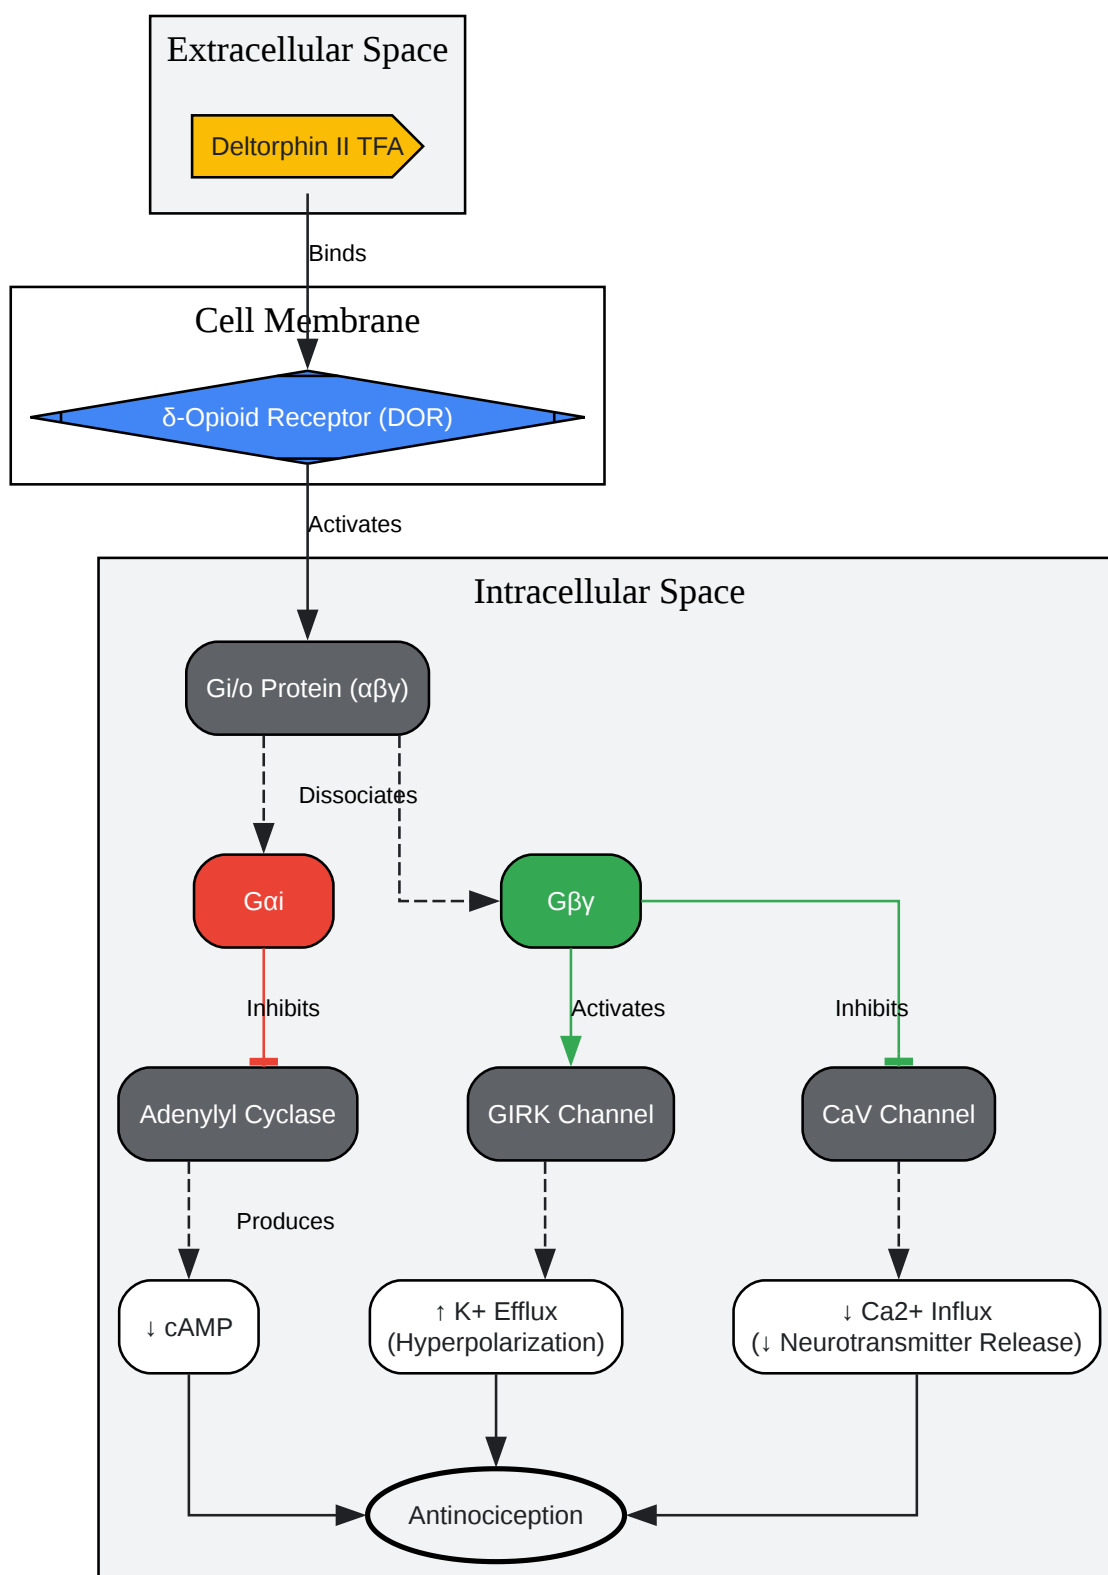 Extracellular Space
Deltorphin II TFA
Binds
Cell Membrane
δ-Opioid Receptor (DOR)
Activates
Intracellular Space
Gi/o Protein (αβγ)
Dissociates
Gαi
Gβγ
Inhibits
Activates
Inhibits
Adenylyl Cyclase
GIRK Channel
CaV Channel
Produces
↓ cAMP
↑ K+ Efflux
(Hyperpolarization)
↓ Ca2+ Influx
(↓ Neurotransmitter Release)
Antinociception